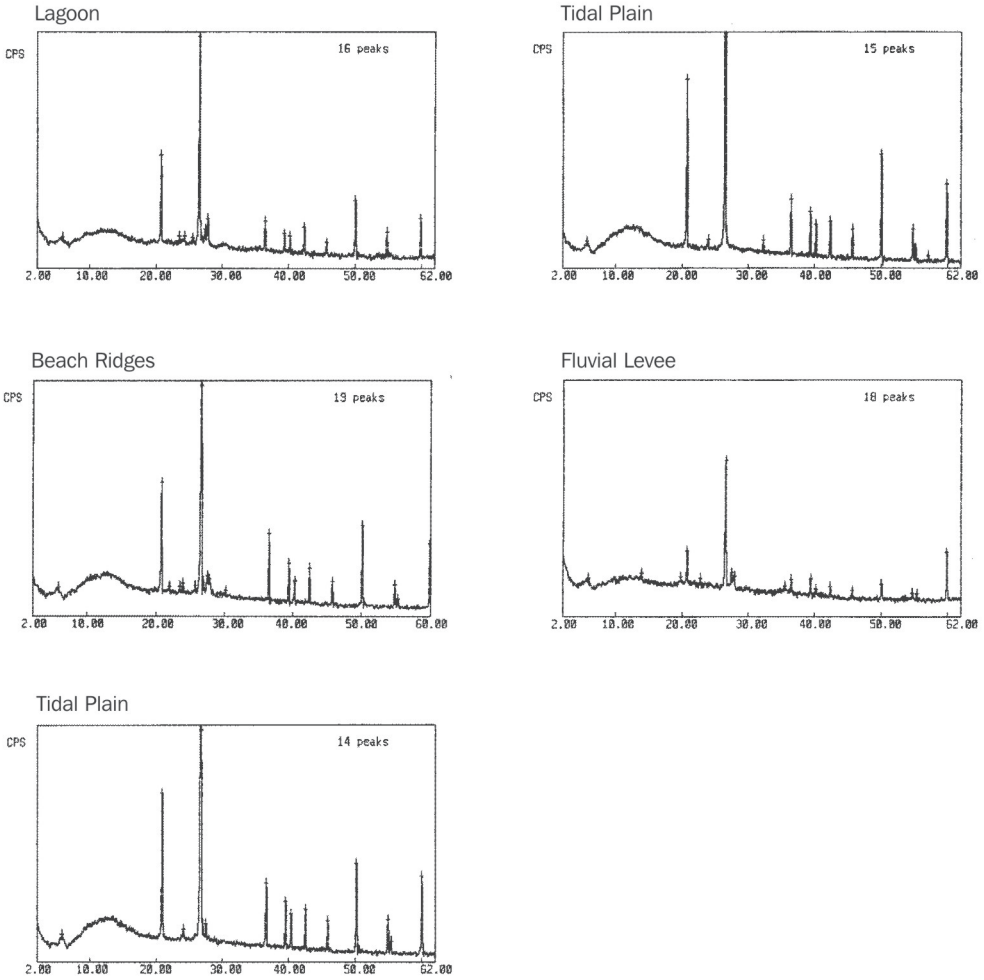 Lagoon
CPS
16 peaks
2.00 10.00 20.00 30.00 40.00 50.00 62.00
Tidal Plain
CPS
15 peaks
2.00 10.00 20.00 30.00 40.00 50.00 62.00
Beach Ridges
CPS
19 peaks
2.00 10.00 20.00 30.00 40.00 50.00 60.00
Fluvial Levee
CPS
18 peaks
2.00 10.00 20.00 30.00 40.00 50.00 62.00
Tidal Plain
CPS
14 peaks
2.00 10.00 20.00 30.00 40.00 50.00 62.00